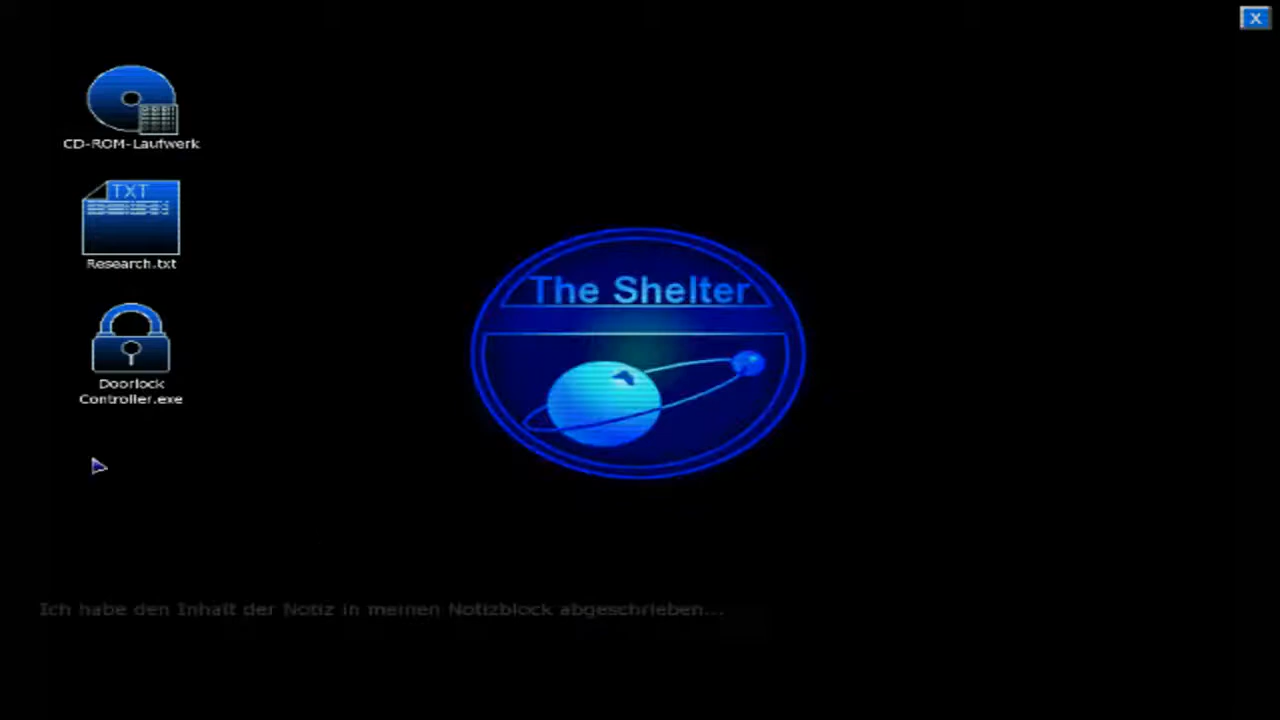 X
CD-ROM-Laufwerk
TXT
Research.txt
Doorlock
Controller.exe
The Shelter
Ich habe den Inhalt der Notiz in meinen Notizblock abgeschrieben...